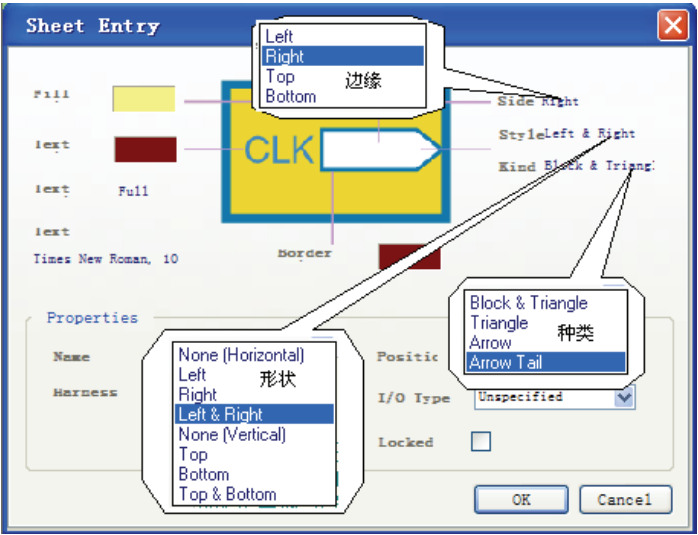 Sheet Entry
Left
Right
Top
Bottom
边缘
Fill
Side Right
CLK
Style Left & Right
Text
Kind Block & Triangl
Text Full
Text
Times New Roman, 10
Border
Block & Triangle
Triangle
Arrow
Arrow Tail
种类
Properties
None (Horizontal)
Left
Right
Left & Right
None (Vertical)
Top
Bottom
Top & Bottom
形状
Name
Positic
Harness
I/O Type Unspecified
Locked
OK Cancel